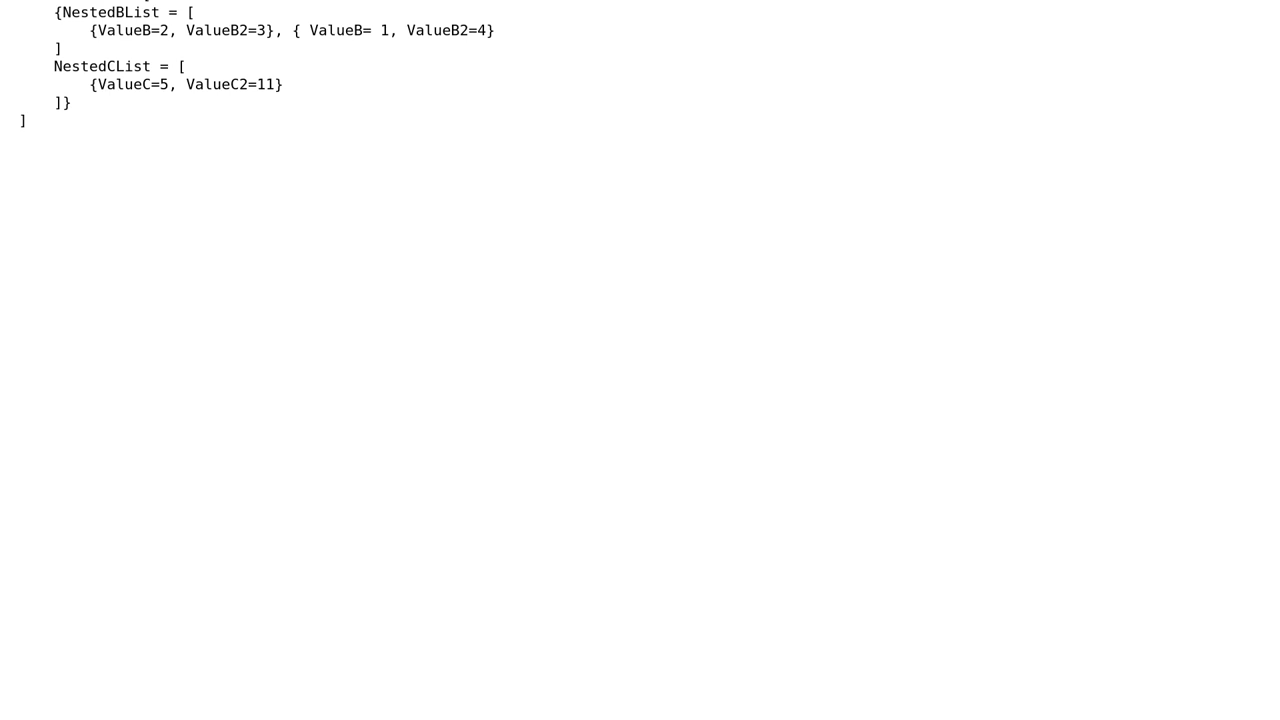 {NestedBList = [
{ValueB=2, ValueB2=3}, { ValueB= 1, ValueB2=4}
]
NestedCList = [
{ValueC=5, ValueC2=11}
]}
]